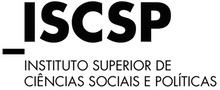 _ISCSP
INSTITUTO SUPERIOR DE
CIÊNCIAS SOCIAIS E POLÍTICAS